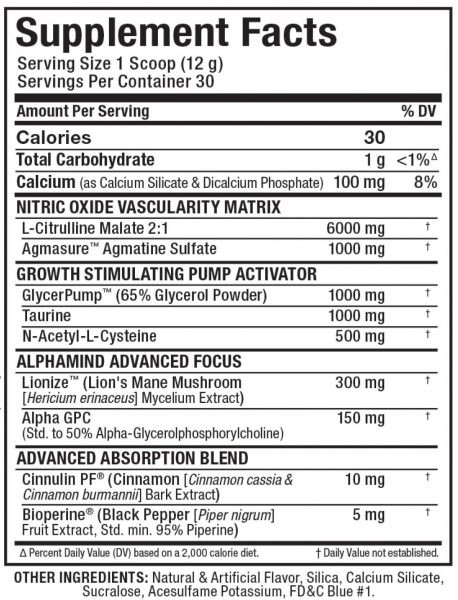 Supplement Facts
Serving Size 1 Scoop (12 g)
Servings Per Container 30
Amount Per Serving % DV
Calories 30
Total Carbohydrate 1 g <1%Δ
Calcium (as Calcium Silicate & Dicalcium Phosphate) 100 mg 8%
NITRIC OXIDE VASCULARITY MATRIX
L-Citrulline Malate 2:1 6000 mg †
Agmasure™ Agmatine Sulfate 1000 mg †
GROWTH STIMULATING PUMP ACTIVATOR
GlycerPump™ (65% Glycerol Powder) 1000 mg †
Taurine 1000 mg †
N-Acetyl-L-Cysteine 500 mg †
ALPHAMIND ADVANCED FOCUS
Lionize™ (Lion's Mane Mushroom 300 mg †
[Hericium erinaceus] Mycelium Extract)
Alpha GPC 150 mg †
(Std. to 50% Alpha-Glycerolphosphorylcholine)
ADVANCED ABSORPTION BLEND
Cinnulin PF® (Cinnamon [Cinnamon cassia & 10 mg †
Cinnamon burmannii] Bark Extract)
Bioperine® (Black Pepper [Piper nigrum] 5 mg †
Fruit Extract, Std. min. 95% Piperine)
Δ Percent Daily Value (DV) based on a 2,000 calorie diet. † Daily Value not established.
OTHER INGREDIENTS: Natural & Artificial Flavor, Silica, Calcium Silicate,
Sucralose, Acesulfame Potassium, FD&C Blue #1.